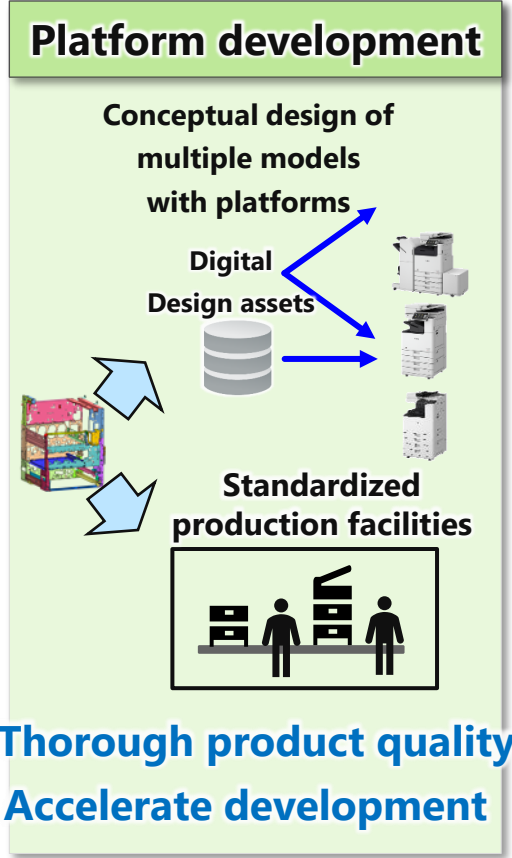 Platform development
Conceptual design of
multiple models
with platforms
Digital
Design assets
Standardized
production facilities
Thorough product quality
Accelerate development